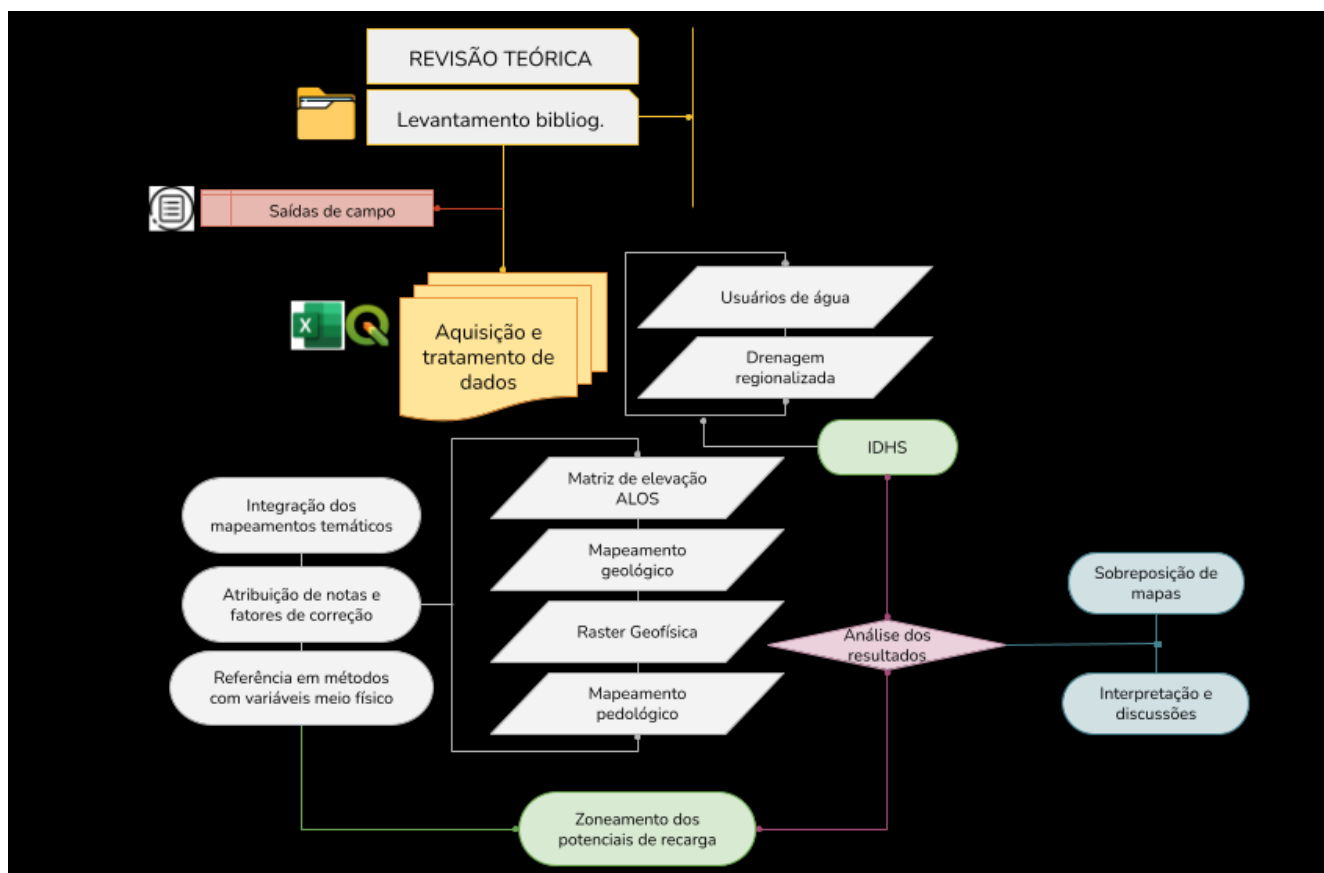 REVISÃO TEÓRICA
Levantamento bibliog.
Saídas de campo
X
Aquisição e
tratamento de
dados
Usuários de água
Drenagem
regionalizada
IDHS
Matriz de elevação
ALOS
Mapeamento
geológico
Raster Geofísica
Mapeamento
pedológico
Integração dos
mapeamentos temáticos
Atribuição de notas e
fatores de correção
Referência em métodos
com variáveis meio físico
Análise dos
resultados
Sobreposição de
mapas
Interpretação e
discussões
Zoneamento dos
potenciais de recarga